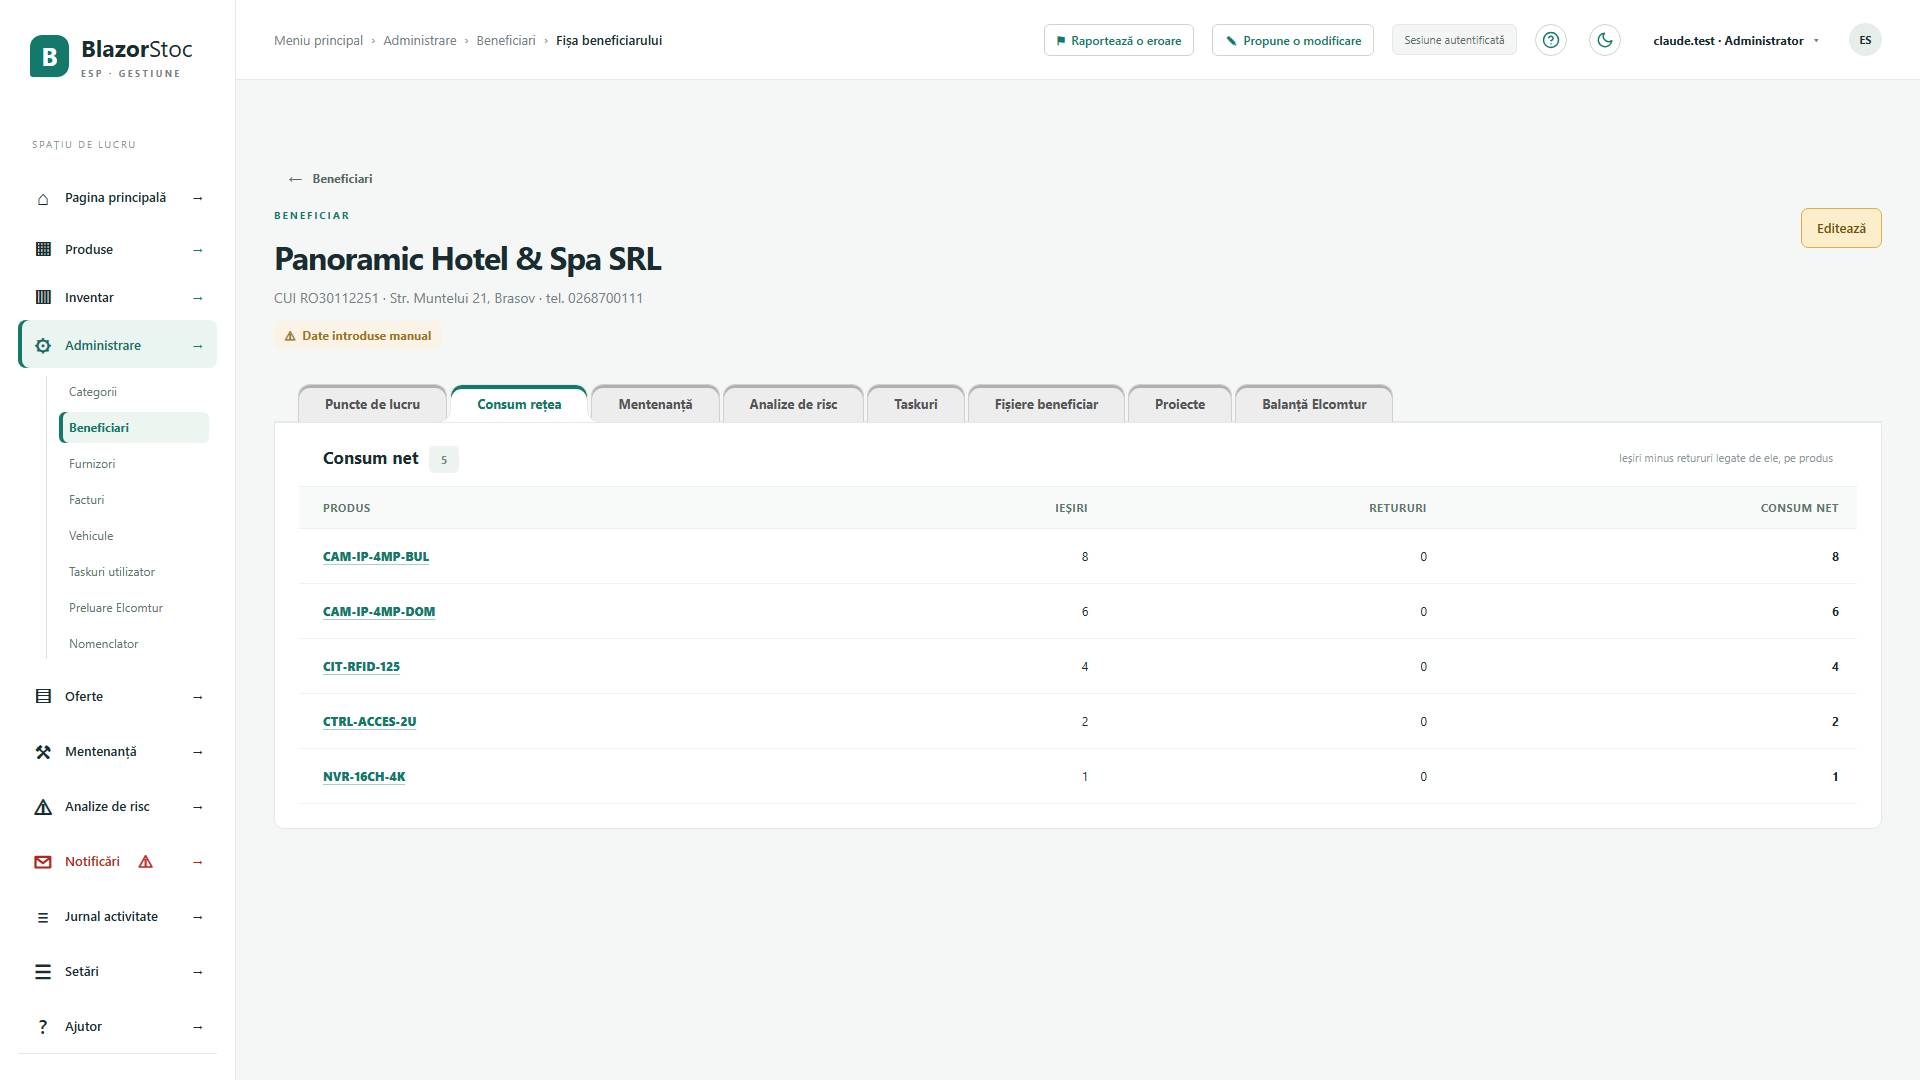 B
BlazorStoc
ESP · GESTIUNE
Meniu principal › Administrare › Beneficiari › Fișa beneficiarului
Raportează o eroare
Propune o modificare
Sesiune autentificată
claude.test · Administrator
ES
SPAȚIU DE LUCRU
Pagina principală →
Produse →
Inventar →
Administrare →
Categorii
Beneficiari
Furnizori
Facturi
Vehicule
Taskuri utilizator
Preluare Elcomtur
Nomenclator
Oferte →
Mentenanță →
Analize de risc →
Notificări →
Jurnal activitate →
Setări →
? Ajutor →
← Beneficiari
BENEFICIAR
Editează
Panoramic Hotel & Spa SRL
CUI RO30112251 · Str. Muntelui 21, Brasov · tel. 0268700111
⚠ Date introduse manual
Puncte de lucru
Consum rețea
Mentenanță
Analize de risc
Taskuri
Fișiere beneficiar
Proiecte
Balanță Elcomtur
Consum net 5
Ieșiri minus retururi legate de ele, pe produs
PRODUS IEȘIRI RETURURI CONSUM NET
CAM-IP-4MP-BUL 8 0 8
CAM-IP-4MP-DOM 6 0 6
CIT-RFID-125 4 0 4
CTRL-ACCES-2U 2 0 2
NVR-16CH-4K 1 0 1